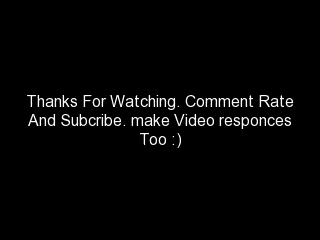 Thanks For Watching. Comment Rate
And Subcribe. make Video responces
Too :)